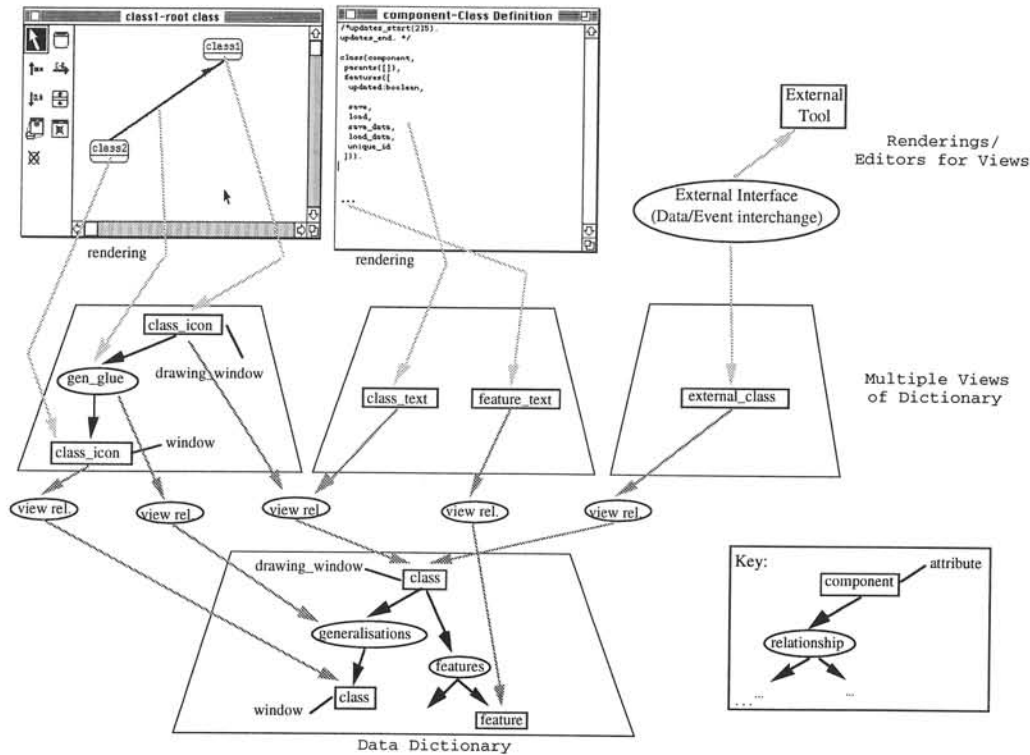 class1-root class
class1
class2
component-Class Definition
/*updates_start(215).
updates_end. */
class(component,
parents([]),
features([
updated:boolean,
save,
load,
save_data,
load_data,
unique_id
])).
...
External
Tool
Renderings/
Editors for Views
External Interface
(Data/Event interchange)
rendering
rendering
class_icon
drawing_window
gen_glue
class_icon
window
class_text
feature_text
external_class
Multiple Views
of Dictionary
view rel.
view rel.
view rel
view rel.
view rel.
drawing_window
class
generalisations
features
class
window
feature
Data Dictionary
Key:
attribute
component
relationship
...
...
...